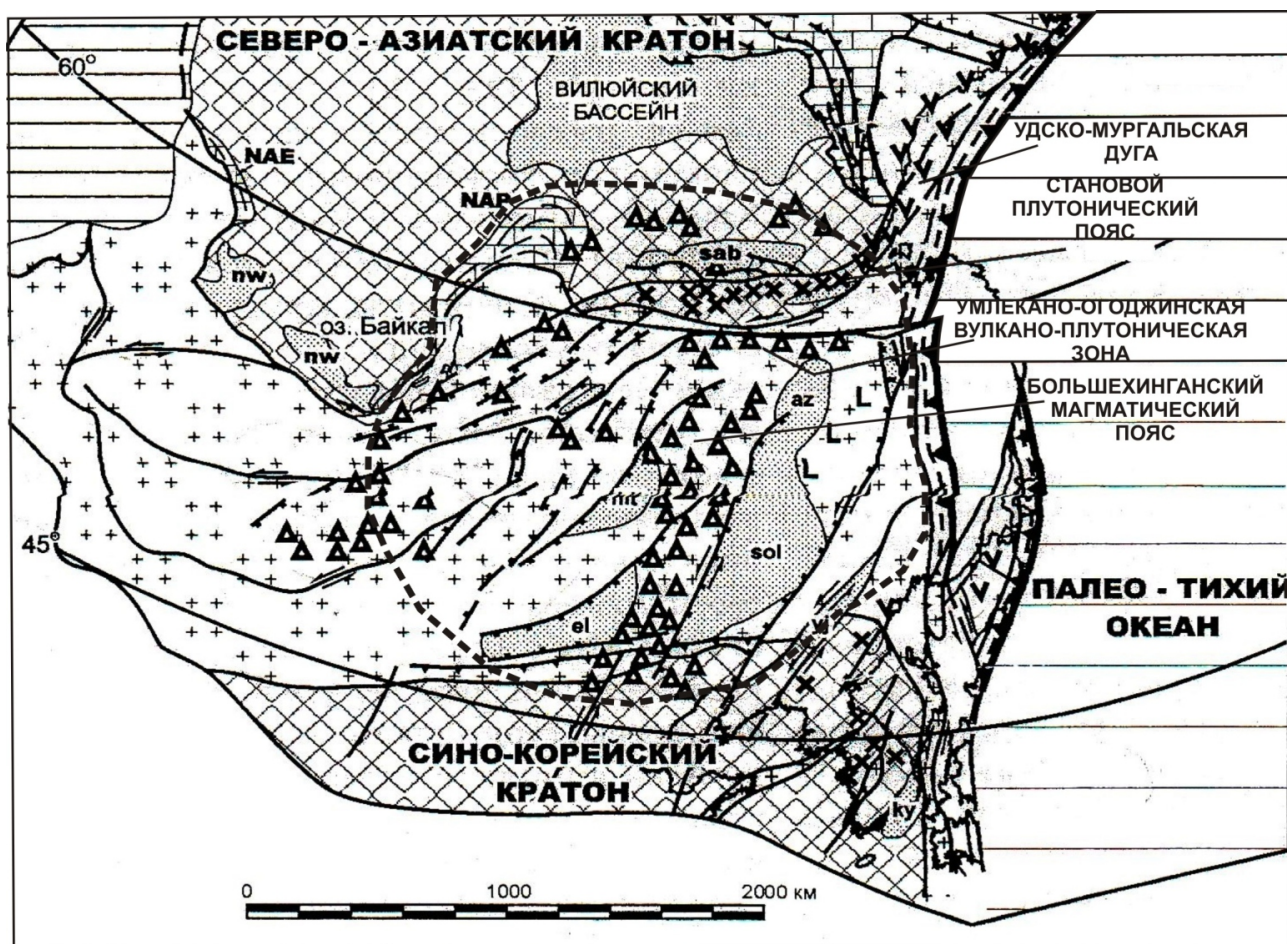 СЕВЕРО - АЗИАТСКИЙ КРАТОН
60°
ВИЛЮЙСКИЙ
БАССЕЙН
УДСКО-МУРГАЛЬСКАЯ
ДУГА
NAE
СТАНОВОЙ
ПЛУТОНИЧЕСКИЙ
ПОЯС
NAP
sab
nw
УМЛЕКАНО-ОГОДЖИНСКАЯ
ВУЛКАНО-ПЛУТОНИЧЕСКАЯ
ЗОНА
оз. Байкал
nw
БОЛЬШЕХИНГАНСКИЙ
МАГМАТИЧЕСКИЙ
ПОЯС
az
L
L
L
45°
sol
ПАЛЕО - ТИХИЙ
ОКЕАН
el
СИНО-КОРЕЙСКИЙ
КРАТОН
ky
0 1000 2000 км